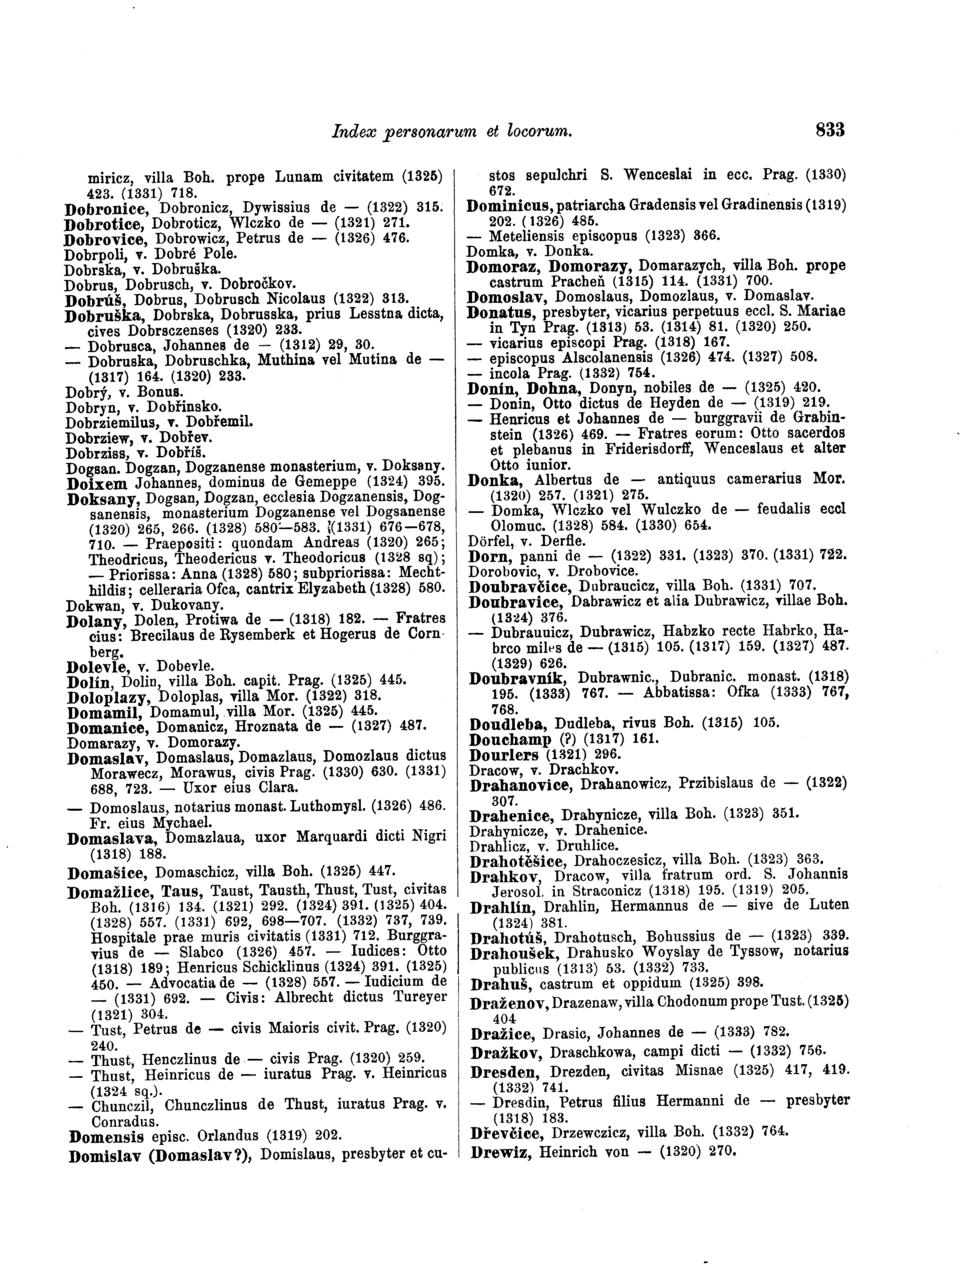 Index personarum et locorum. 833
miricz, villa Boh. prope Lunam civitatem (1325)
423. (1331) 718.
Dobronice, Dobronicz, Dywissius de — (1322) 315.
Dobrotice, Dobroticz, Wlczko de — (1321) 271.
Dobrovice, Dobrowicz, Petrus de — (1326) 476.
Dobrpoli, v. Dobré Pole.
Dobrska, v. Dobruška.
Dobrus, Dobrusch, v. Dobročkov.
Dobrúš, Dobrus, Dobrusch Nicolaus (1322) 313.
Dobruška, Dobrska, Dobrusska, prius Lesstna dicta,
cives Dobrsczenses (1320) 233.
— Dobrusca, Johannes de — (1312) 29, 30.
— Dobruska, Dobruschka, Muthina vel Mutina de —
(1317) 164. (1320) 233.
Dobrý, v. Bonus.
Dobryn, v. Dobřinsko.
Dobrziemilus, v. Dobřemil.
Dobrziew, v. Dobřev.
Dobrziss, v. Dobříš.
Dogsan. Dogzan, Dogzanense monasterium, v. Doksany.
Doixem Johannes, dominus de Gemeppe (1324) 395.
Doksany, Dogsan, Dogzan, ecclesia Dogzanensis, Dog-
sanensis, monasterium Dogzanense vel Dogsanense
(1320) 265, 266. (1328) 580—583. (1331) 676—678,
710. — Praepositi: quondam Andreas (1320) 265;
Theodricus, Theodericus v. Theodoricus (1328 sq);
— Priorissa: Anna (1328) 580; subpriorissa: Mecht-
hildis; celleraria Ofca, cantrix Elyzabeth (1328) 580.
Dokwan, v. Dukovany.
Dolany, Dolen, Protiwa de — (1318) 182. — Fratres
eius: Brecilaus de Rysemberk et Hogerus de Corn-
berg.
Dolevle, v. Dobevle.
Dolín, Dolin, villa Boh. capit. Prag. (1325) 445.
Doloplazy, Doloplas, villa Mor. (1322) 318.
Domamil, Domamul, villa Mor. (1325) 445.
Domanice, Domanicz, Hroznata de — (1327) 487.
Domarazy, v. Domorazy.
Domaslav, Domaslaus, Domazlaus, Domozlaus dictus
Morawecz, Morawus, civis Prag. (1330) 630. (1331)
688, 723. — Uxor eius Clara.
— Domoslaus, notarius monast. Luthomysl. (1326) 486.
Fr. eius Mychael.
Domaslava, Domazlaua, uxor Marquardi dicti Nigri
(1318) 188.
Domašice, Domaschicz, villa Boh. (1325) 447.
Domažlice, Taus, Taust, Tausth, Thust, Tust, civitas
Boh. (1316) 134. (1321) 292. (1324) 391. (1325) 404.
(1328) 557. (1331) 692, 698—707. (1332) 737, 739.
Hospitale prae muris civitatis (1331) 712. Burggra-
vius de — Slabco (1326) 457. — Iudices: Otto
(1318) 189; Henricus Schicklinus (1324) 391. (1325)
450. — Advocatia de — (1328) 557. — Iudicium de
— (1331) 692. — Civis: Albrecht dictus Tureyer
(1321) 304.
— Tust, Petrus de — civis Maioris civit. Prag. (1320)
240.
— Thust, Henczlinus de — civis Prag. (1320) 259.
— Thust, Heinricus de — iuratus Prag. v. Heinricus
(1324 sq.).
— Chunczil, Chunczlinus de Thust, iuratus Prag. v.
Conradus.
Domensis episc. Orlandus (1319) 202.
Domislav (Domaslav?), Domislaus, presbyter et cu-
stos sepulchri S. Wenceslai in ecc. Prag. (1330)
672.
Dominicus, patriarcha Gradensis vel Gradinensis (1319)
202. (1326) 485.
— Meteliensis episcopus (1323) 366.
Domka, v. Donka.
Domoraz, Domorazy, Domarazych, villa Boh. prope
castrum Pracheň (1315) 114. (1331) 700.
Domoslav, Domoslaus, Domozlaus, v. Domaslav.
Donatus, presbyter, vicarius perpetuus eccl. S. Mariae
in Tyn Prag. (1313) 53. (1314) 81. (1320) 250.
— vicarius episcopi Prag. (1318) 167.
— episcopus Alscolanensis (1326) 474. (1327) 508.
— incola Prag. (1332) 754.
Donín, Dohna, Donyn, nobiles de — (1325) 420.
— Donin, Otto dictus de Heyden de — (1319) 219.
— Henricus et Johannes de — burggravii de Grabin-
stein (1326) 469. — Fratres eorum: Otto sacerdos
et plebanus in Friderisdorff, Wenceslaus et alter
Otto iunior.
Donka, Albertus de — antiquus camerarius Mor.
(1320) 257. (1321) 275.
— Domka, Wlczko vel Wulczko de — feudalis eccl
Olomuc. (1328) 584. (1330) 654.
Dörfel, v. Derfle.
Dorn, panni de — (1322) 331. (1323) 370. (1331) 722.
Dorobovic, v. Drobovice.
Doubravčice, Dubraucicz, villa Boh. (1331) 707.
Doubravice, Dabrawicz et alia Dubrawicz, villae Boh.
(1324) 376.
— Dubrauuicz, Dubrawicz, Habzko recte Habrko, Ha-
brco miles de — (1315) 105. (1317) 159. (1327) 487.
(1329) 626.
Doubravník, Dubrawnic., Dubranic. monast. (1318)
195. (1333) 767. — Abbatissa: Ofka (1333) 767,
768.
Doudleba, Dudleba, rivus Boh. (1315) 105.
Douchamp (?) (1317) 161.
Dourlers (1321) 296.
Dracow, v. Drachkov.
Drahanovice, Drahanowicz, Przibislaus de — (1322)
307.
Drahenice, Drahynicze, villa Boh. (1323) 351.
Drahynicze, v. Drahenice.
Drahlicz, v. Druhlice.
Drahotěšice, Drahoczesicz, villa Boh. (1323) 363.
Drahkov, Dracow, villa fratrum ord. S. Johannis
Jerosol. in Straconicz (1318) 195. (1319) 205.
Drahlín, Drahlin, Hermannus de — sive de Luten
(1324) 381.
Drahotúš, Drahotusch, Bohussius de — (1323) 339.
Drahoušek, Drahusko Woyslay de Tyssow, notarius
publicus (1313) 53. (1332) 733.
Drahuš, castrum et oppidum (1325) 398.
Draženov, Drazenaw, villa Chodonum prope Tust. (1325)
404
Dražice, Drasic, Johannes de — (1333) 782.
Dražkov, Draschkowa, campi dicti — (1332) 756.
Dresden, Drezden, civitas Misnae (1325) 417, 419.
(1332) 741.
— Dresdin, Petrus filius Hermanni de — presbyter
(1318) 183.
Dřevčice, Drzewczicz, villa Boh. (1332) 764.
Drewiz, Heinrich von — (1320) 270.